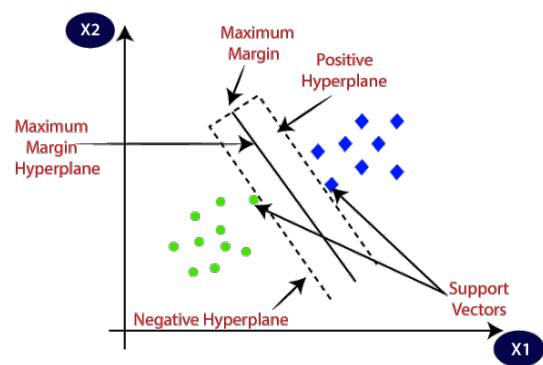 X2
Maximum
Margin
Positive
Hyperplane
Maximum
Margin
Hyperplane
Support
Vectors
Negative Hyperplane
X1